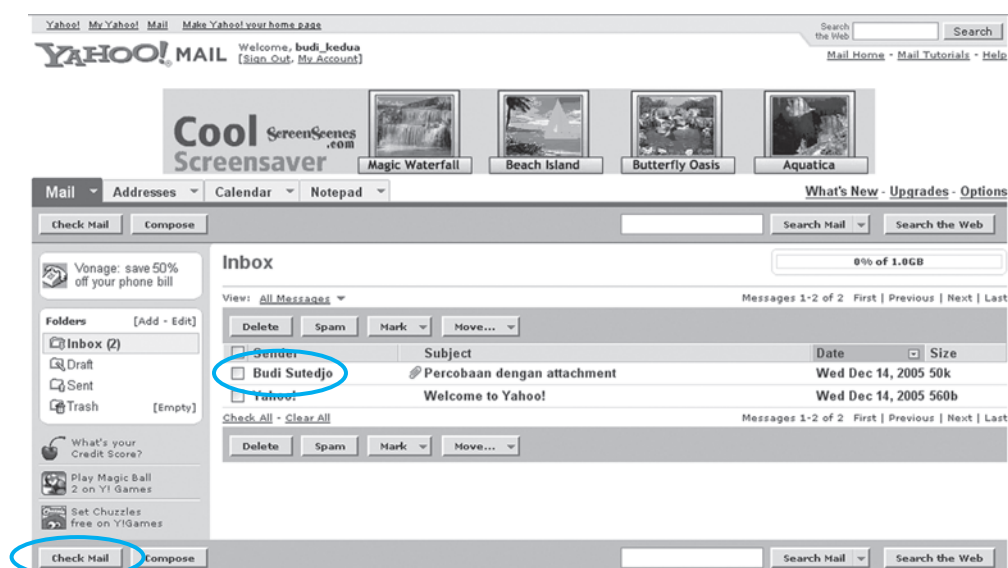 Yahoo! My Yahoo! Mail Make Yahoo! your home page
Search the Web Search
YAHOO! MAIL Welcome, budi_kedua
[Sign Out, My Account]
Mail Home - Mail Tutorials - Help
Cool ScreenScenes .com
Screensaver
Magic Waterfall Beach Island Butterfly Oasis Aquatica
Mail Addresses Calendar Notepad What's New - Upgrades - Options
Check Mail Compose Search Mail Search the Web
Vonage: save 50%
off your phone bill
Inbox 0% of 1.0GB
View: All Messages Messages 1-2 of 2 First | Previous | Next | Last
Folders [Add - Edit]
Delete Spam Mark Move...
Inbox (2)
Sender Subject Date Size
Draft
Budi Sutedjo Percobaan dengan attachment Wed Dec 14, 2005 50k
Sent
Yahoo! Welcome to Yahoo! Wed Dec 14, 2005 560b
Trash [Empty]
Check All - Clear All Messages 1-2 of 2 First | Previous | Next | Last
What's your
Credit Score?
Delete Spam Mark Move...
Play Magic Ball
2 on Y! Games
Set Chuzzles
free on Y!Games
Check Mail Compose Search Mail Search the Web